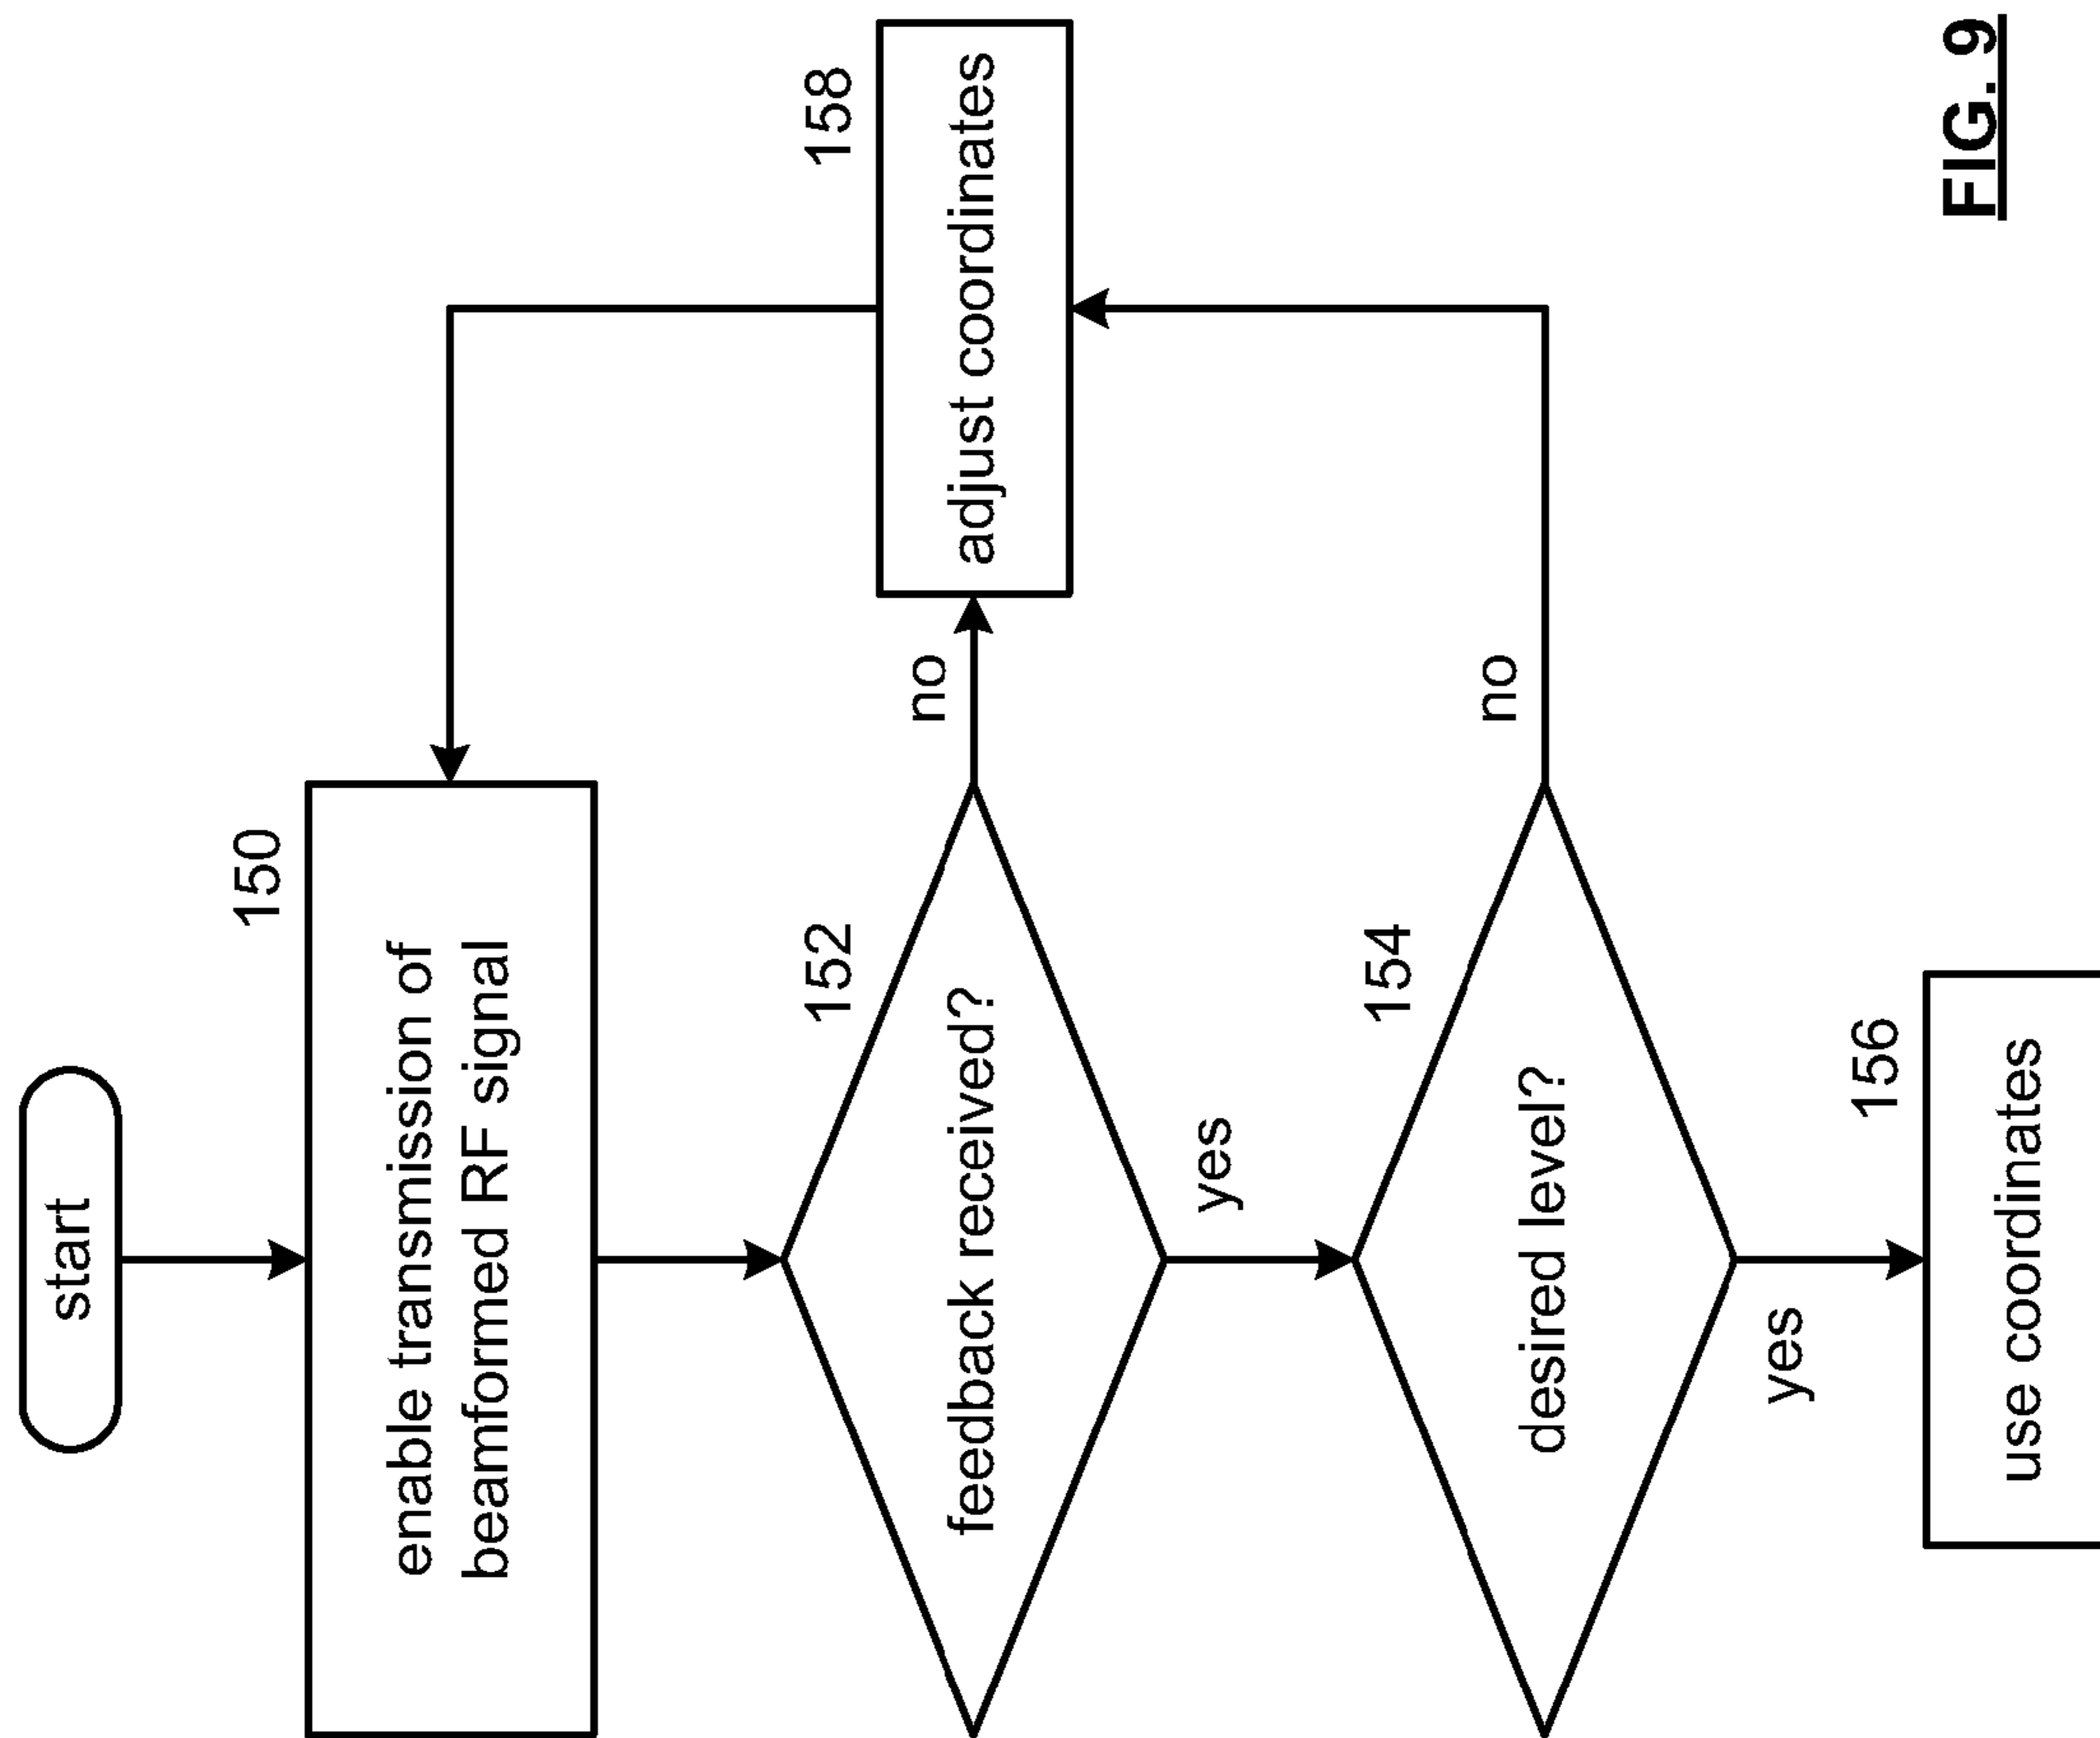 start
150
enable transmission of
beamformed RF signal
152
feedback received?
no
158
adjust coordinates
yes
154
desired level?
no
yes
156
use coordinates
FIG. 9